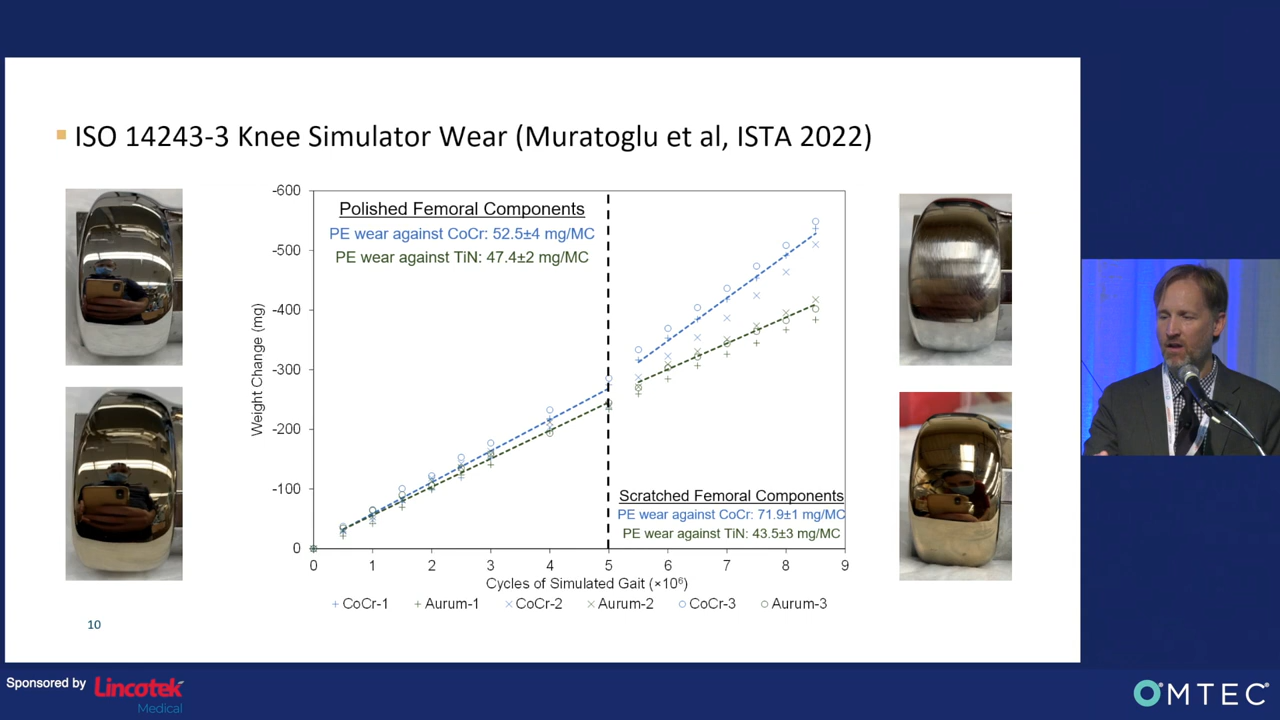 ▪ ISO 14243-3 Knee Simulator Wear (Muratoglu et al, ISTA 2022)
-600
-500
-400
-300
-200
-100
0
Weight Change (mg)
Polished Femoral Components
PE wear against CoCr: 52.5±4 mg/MC
PE wear against TiN: 47.4±2 mg/MC
Scratched Femoral Components
PE wear against CoCr: 71.9±1 mg/MC
PE wear against TiN: 43.5±3 mg/MC
0 1 2 3 4 5 6 7 8 9
Cycles of Simulated Gait (×10⁶)
+ CoCr-1 + Aurum-1 × CoCr-2 × Aurum-2 ○ CoCr-3 ○ Aurum-3
10
Sponsored by Lincotek
Medical
OMTEC®